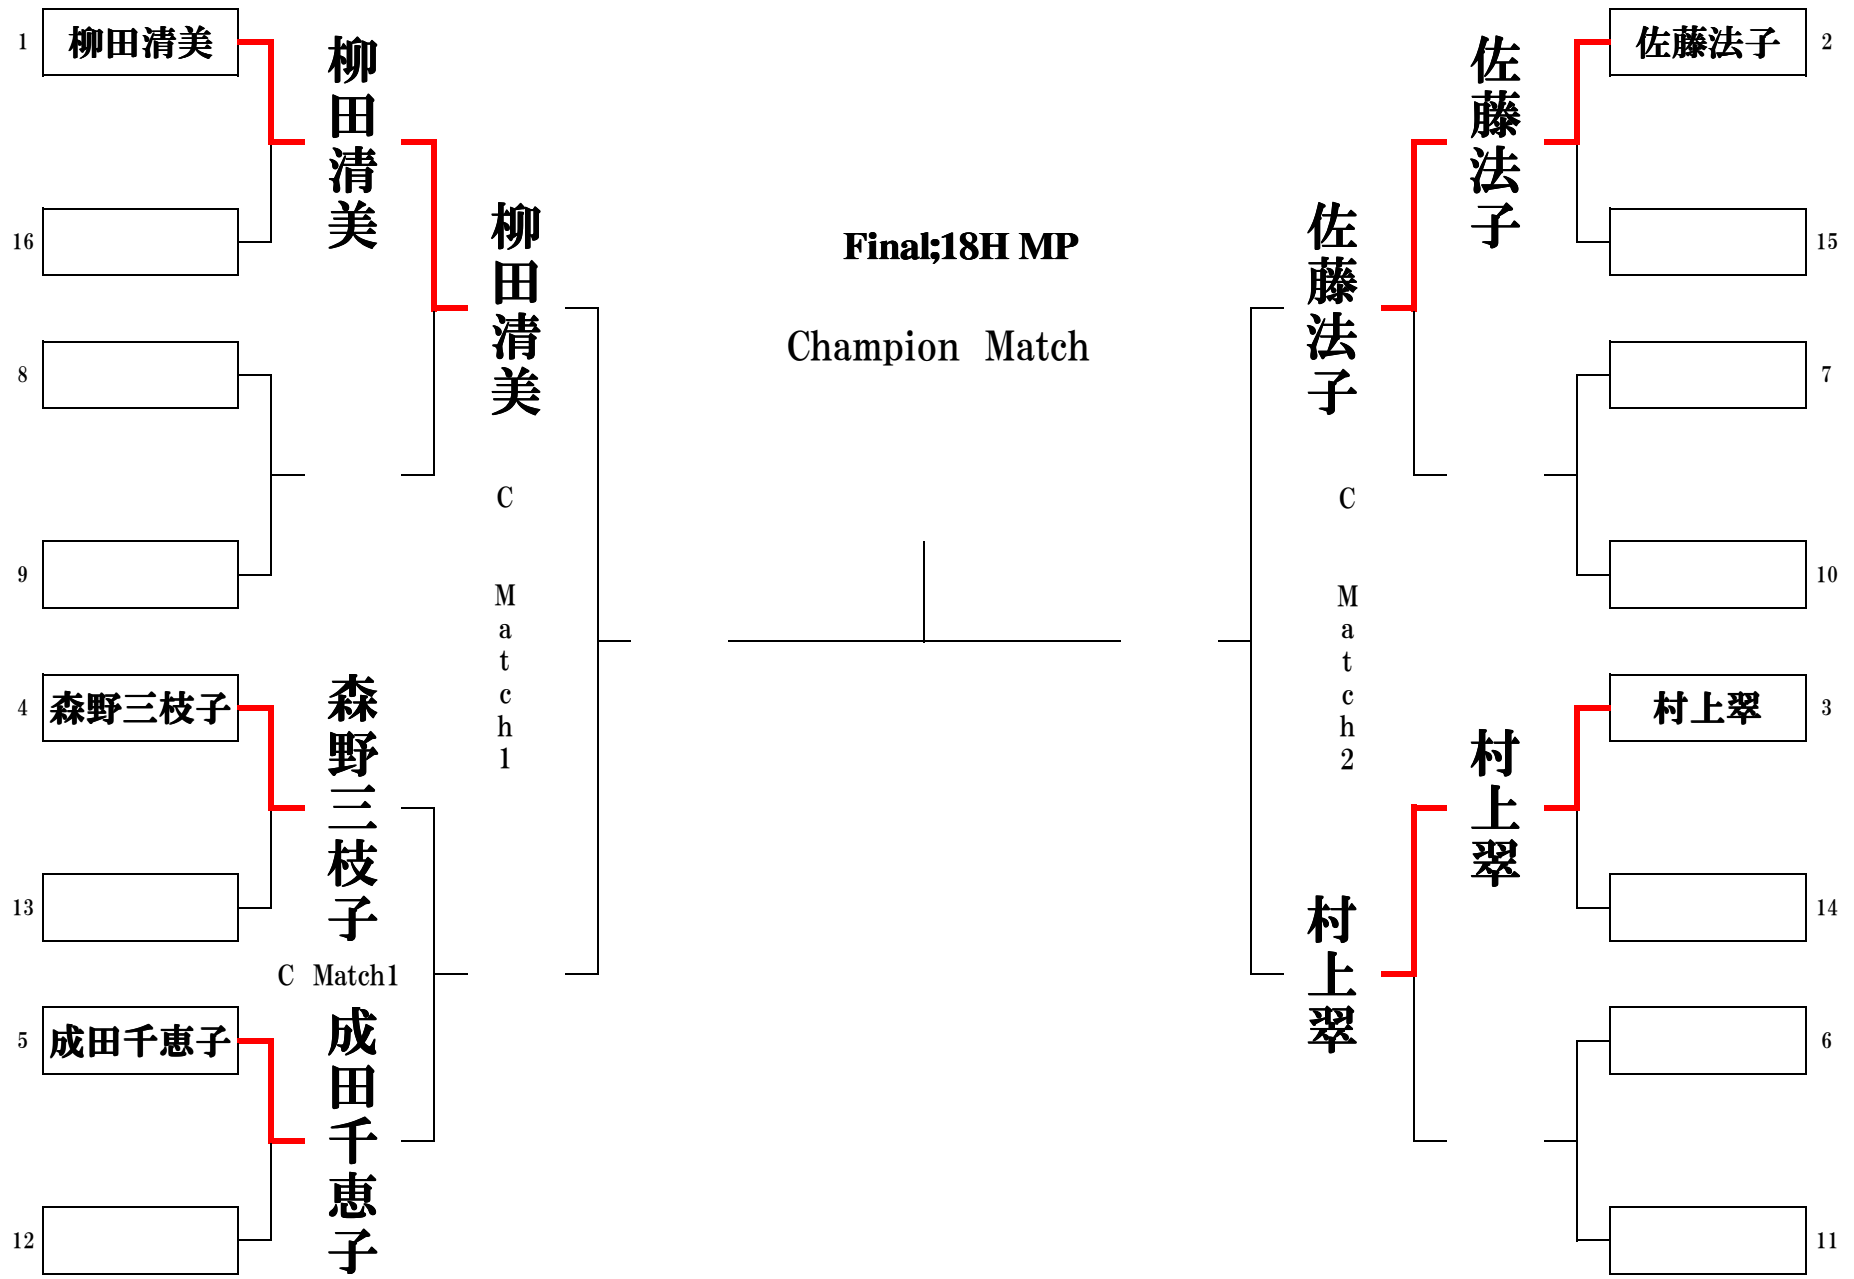 1
柳田清美
16
8
9
4
森野三枝子
13
5
成田千恵子
12
柳田清美
森野三枝子
C Match1
成田千恵子
柳田清美
C Match1
Final;18H MP
Champion Match
佐藤法子
C Match2
村上翠
佐藤法子
村上翠
佐藤法子
2
15
7
10
村上翠
3
14
6
11